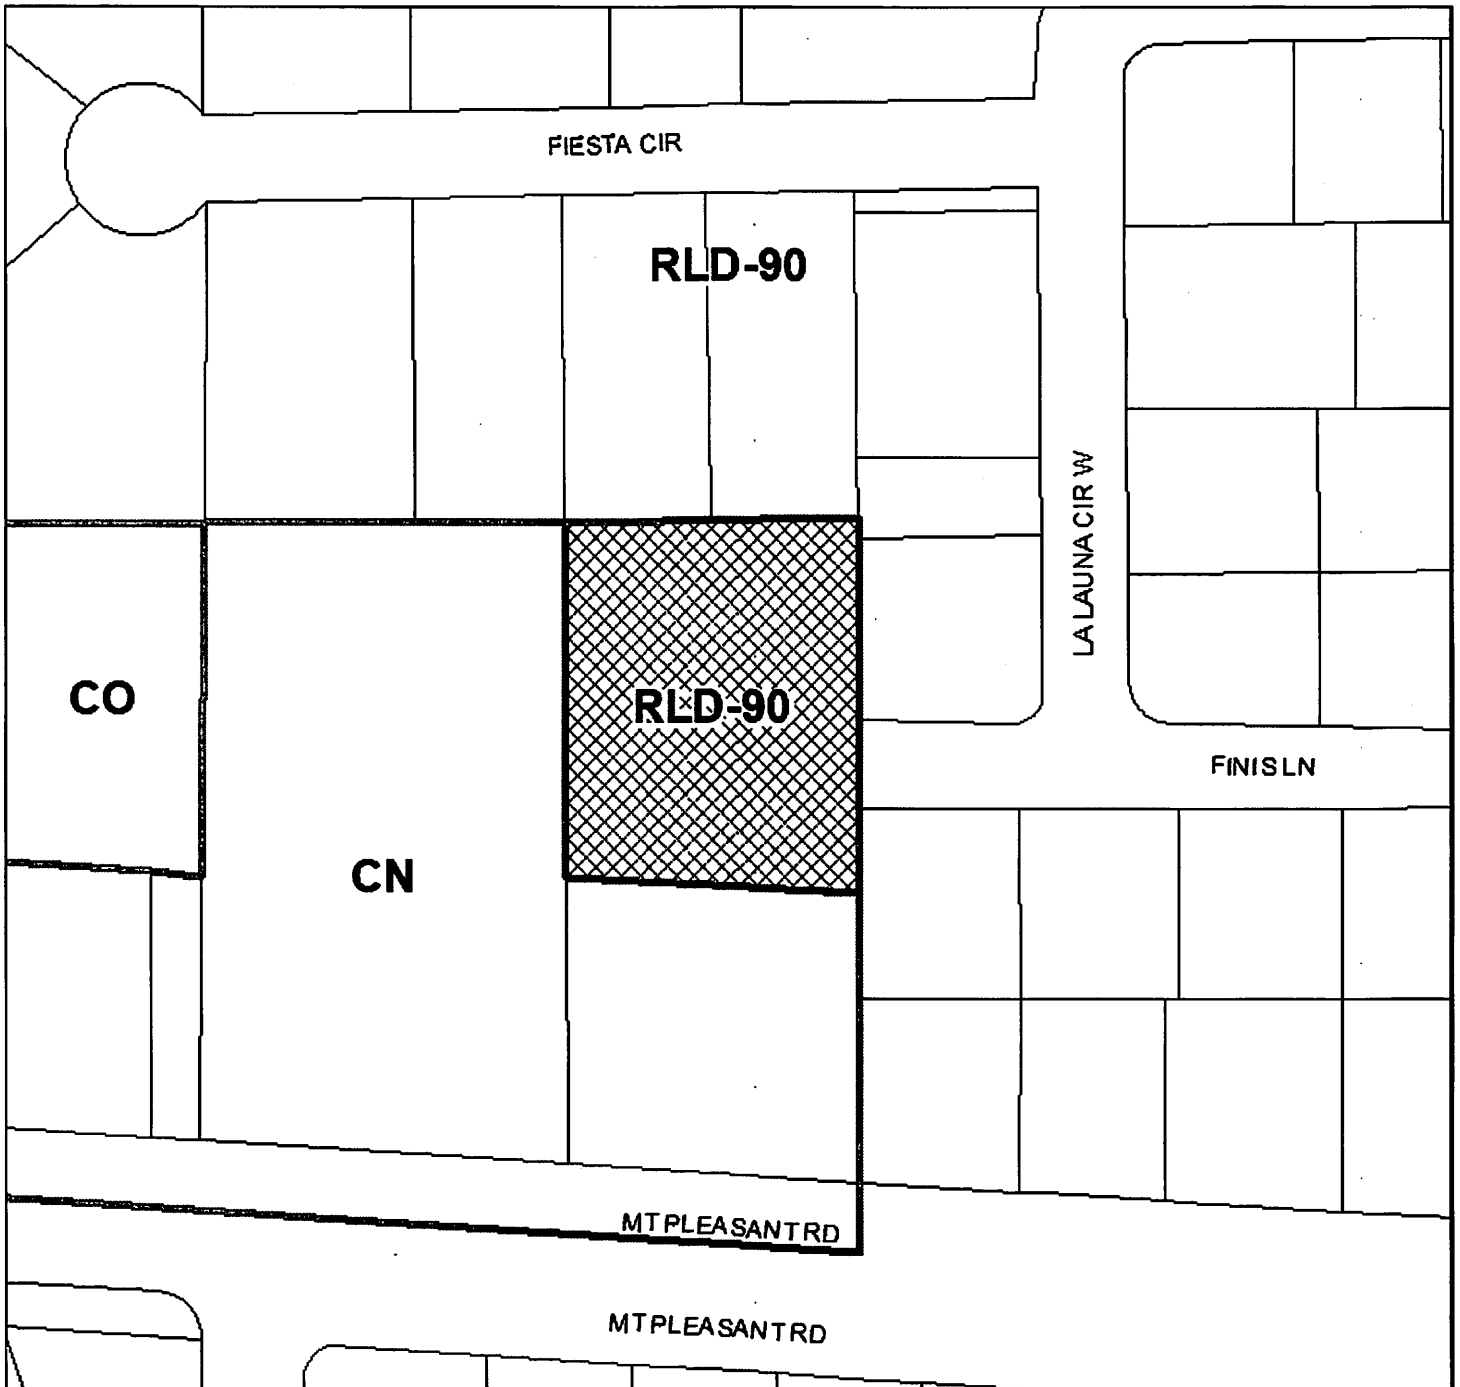 FIESTA CIR
RLD-90
LA LAUNA CIR W
CO
RLD-90
FINIS LN
CN
MT PLEASANT RD
MT PLEASANT RD